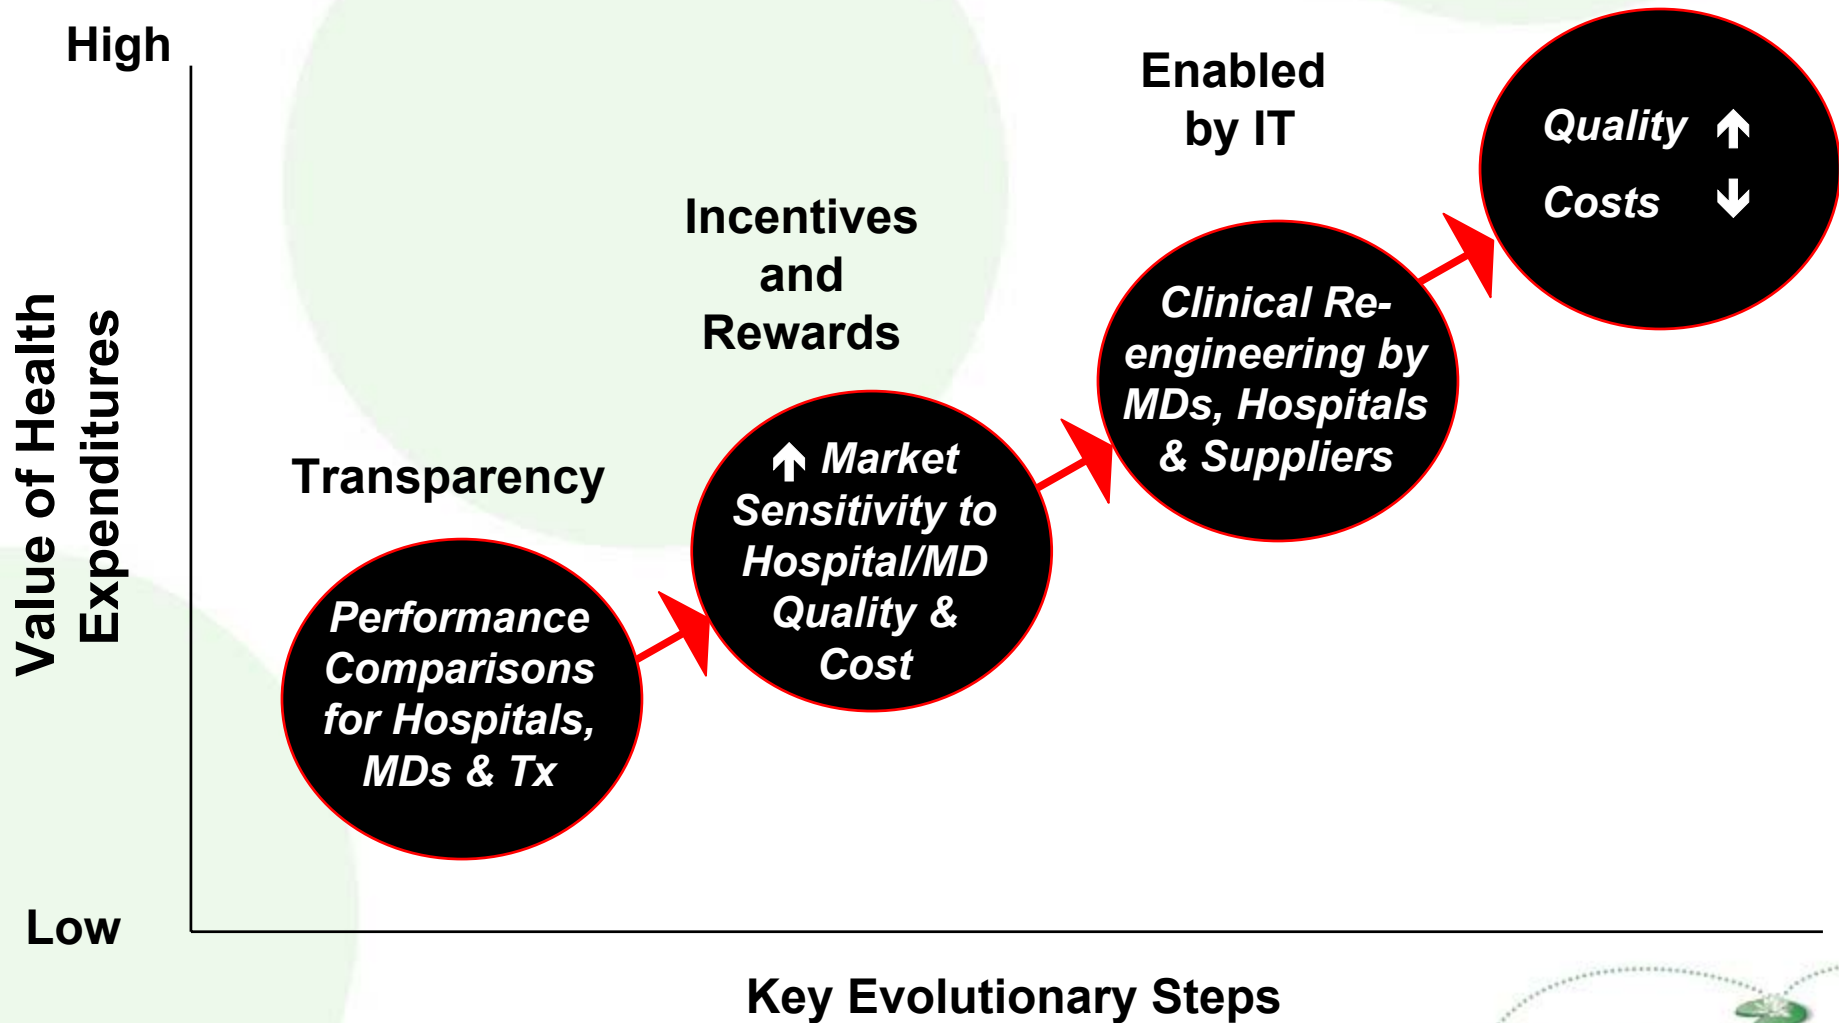 High
Enabled
by IT
Quality ↑
Costs ↓
Incentives
and
Rewards
Clinical Re-
engineering by
MDs, Hospitals
& Suppliers
Transparency
↑ Market
Sensitivity to
Hospital/MD
Quality &
Cost
Performance
Comparisons
for Hospitals,
MDs & Tx
Value of Health
Expenditures
Low
Key Evolutionary Steps